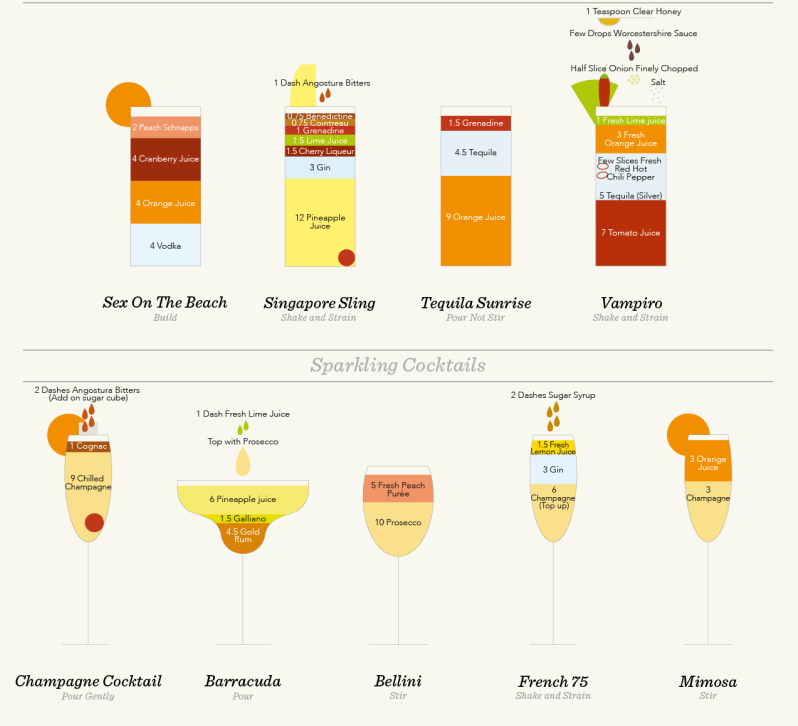 1 Teaspoon Clear Honey
Few Drops Worcestershire Sauce
Half Slice Onion Finely Chopped
Salt
1 Dash Angostura Bitters
2 Peach Schnapps
4 Cranberry Juice
4 Orange Juice
4 Vodka
0.75 Benedictine
0.75 Cointreau
1 Grenadine
1.5 Lime Juice
1.5 Cherry Liqueur
3 Gin
12 Pineapple
Juice
1.5 Grenadine
4.5 Tequila
9 Orange Juice
1 Fresh Lime juice
3 Fresh
Orange Juice
Few Slices Fresh
Red Hot
Chili Pepper
5 Tequila (Silver)
7 Tomato Juice
Sex On The Beach
Build
Singapore Sling
Shake and Strain
Tequila Sunrise
Pour Not Stir
Vampiro
Shake and Strain
Sparkling Cocktails
2 Dashes Angostura Bitters
(Add on sugar cube)
1 Cognac
9 Chilled
Champagne
1 Dash Fresh Lime Juice
Top with Prosecco
6 Pineapple juice
1.5 Galliano
4.5 Gold
Rum
5 Fresh Peach
Purée
10 Prosecco
2 Dashes Sugar Syrup
1.5 Fresh
Lemon Juice
3 Gin
6
Champagne
(Top up)
3 Orange
Juice
3
Champagne
Champagne Cocktail
Pour Gently
Barracuda
Pour
Bellini
Stir
French 75
Shake and Strain
Mimosa
Stir